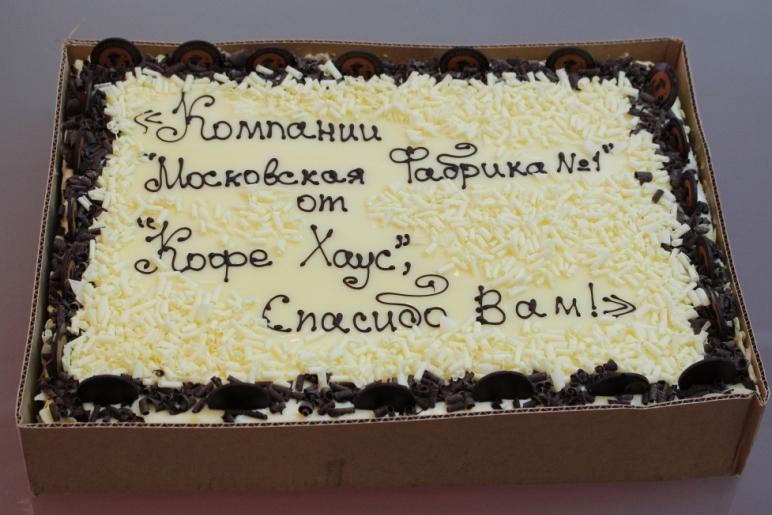 «Компании
"Московская Фабрика №1"
от
"Кофе Хаус",
Спасибо Вам!»